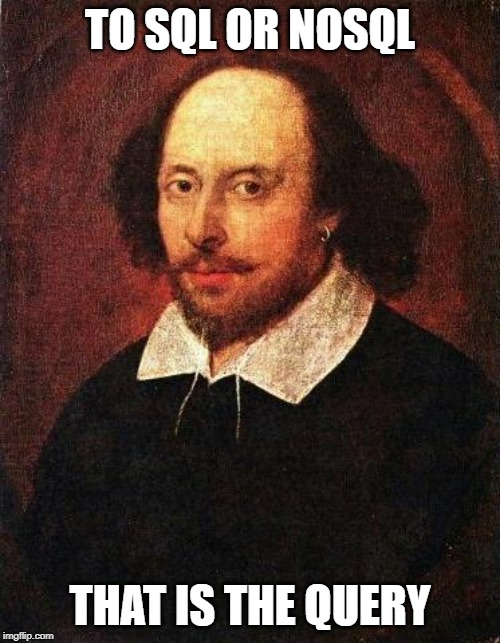 TO SQL OR NOSQL
THAT IS THE QUERY
imgflip.com